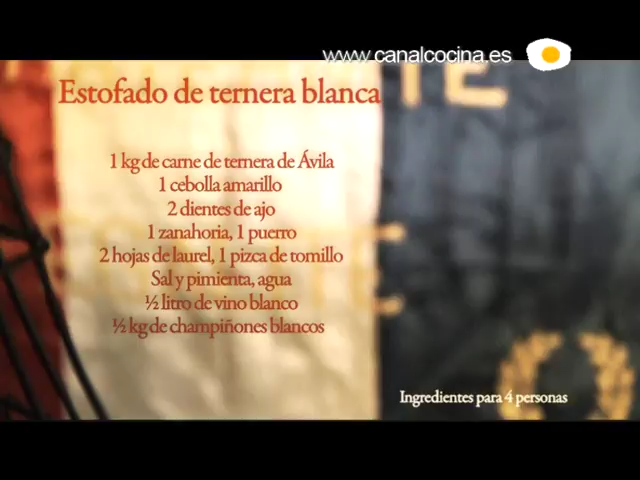 www.canalcocina.es
Estofado de ternera blanca
1 kg de carne de ternera de Ávila
1 cebolla amarillo
2 dientes de ajo
1 zanahoria, 1 puerro
2 hojas de laurel, 1 pizca de tomillo
Sal y pimienta, agua
½ litro de vino blanco
½ kg de champiñones blancos
Ingredientes para 4 personas